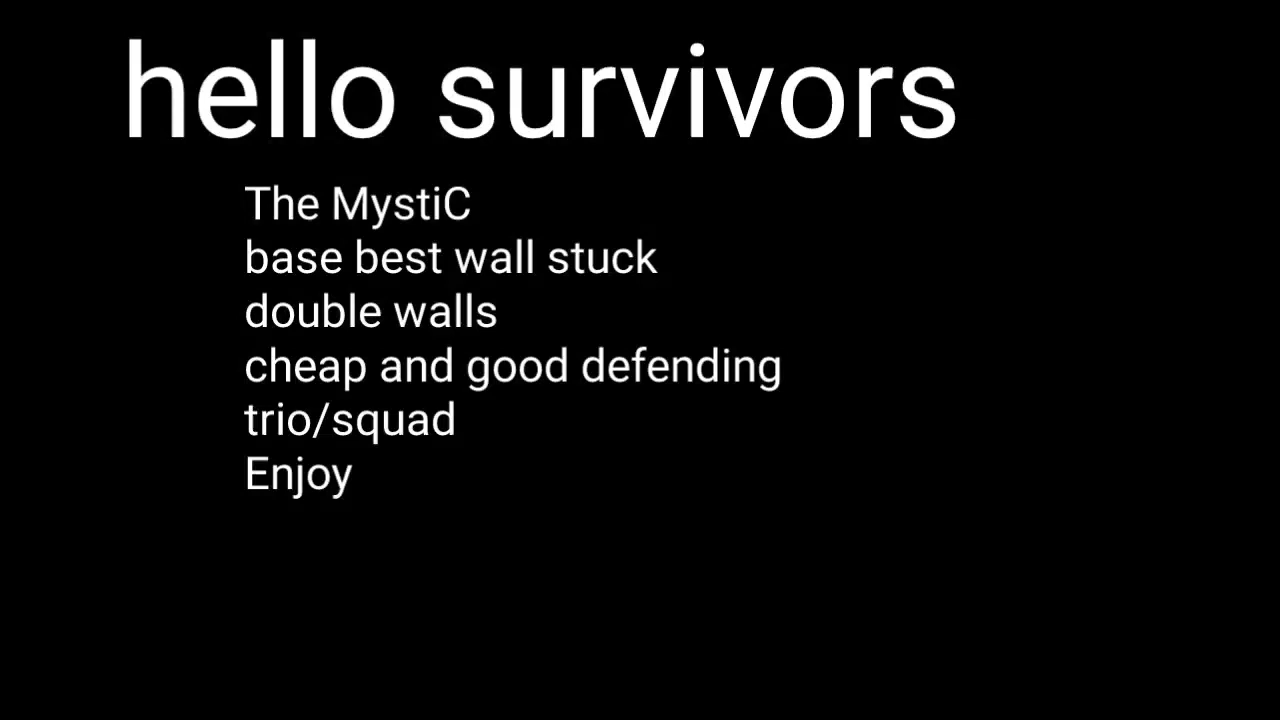 hello survivors
The MystiC
base best wall stuck
double walls
cheap and good defending
trio/squad
Enjoy